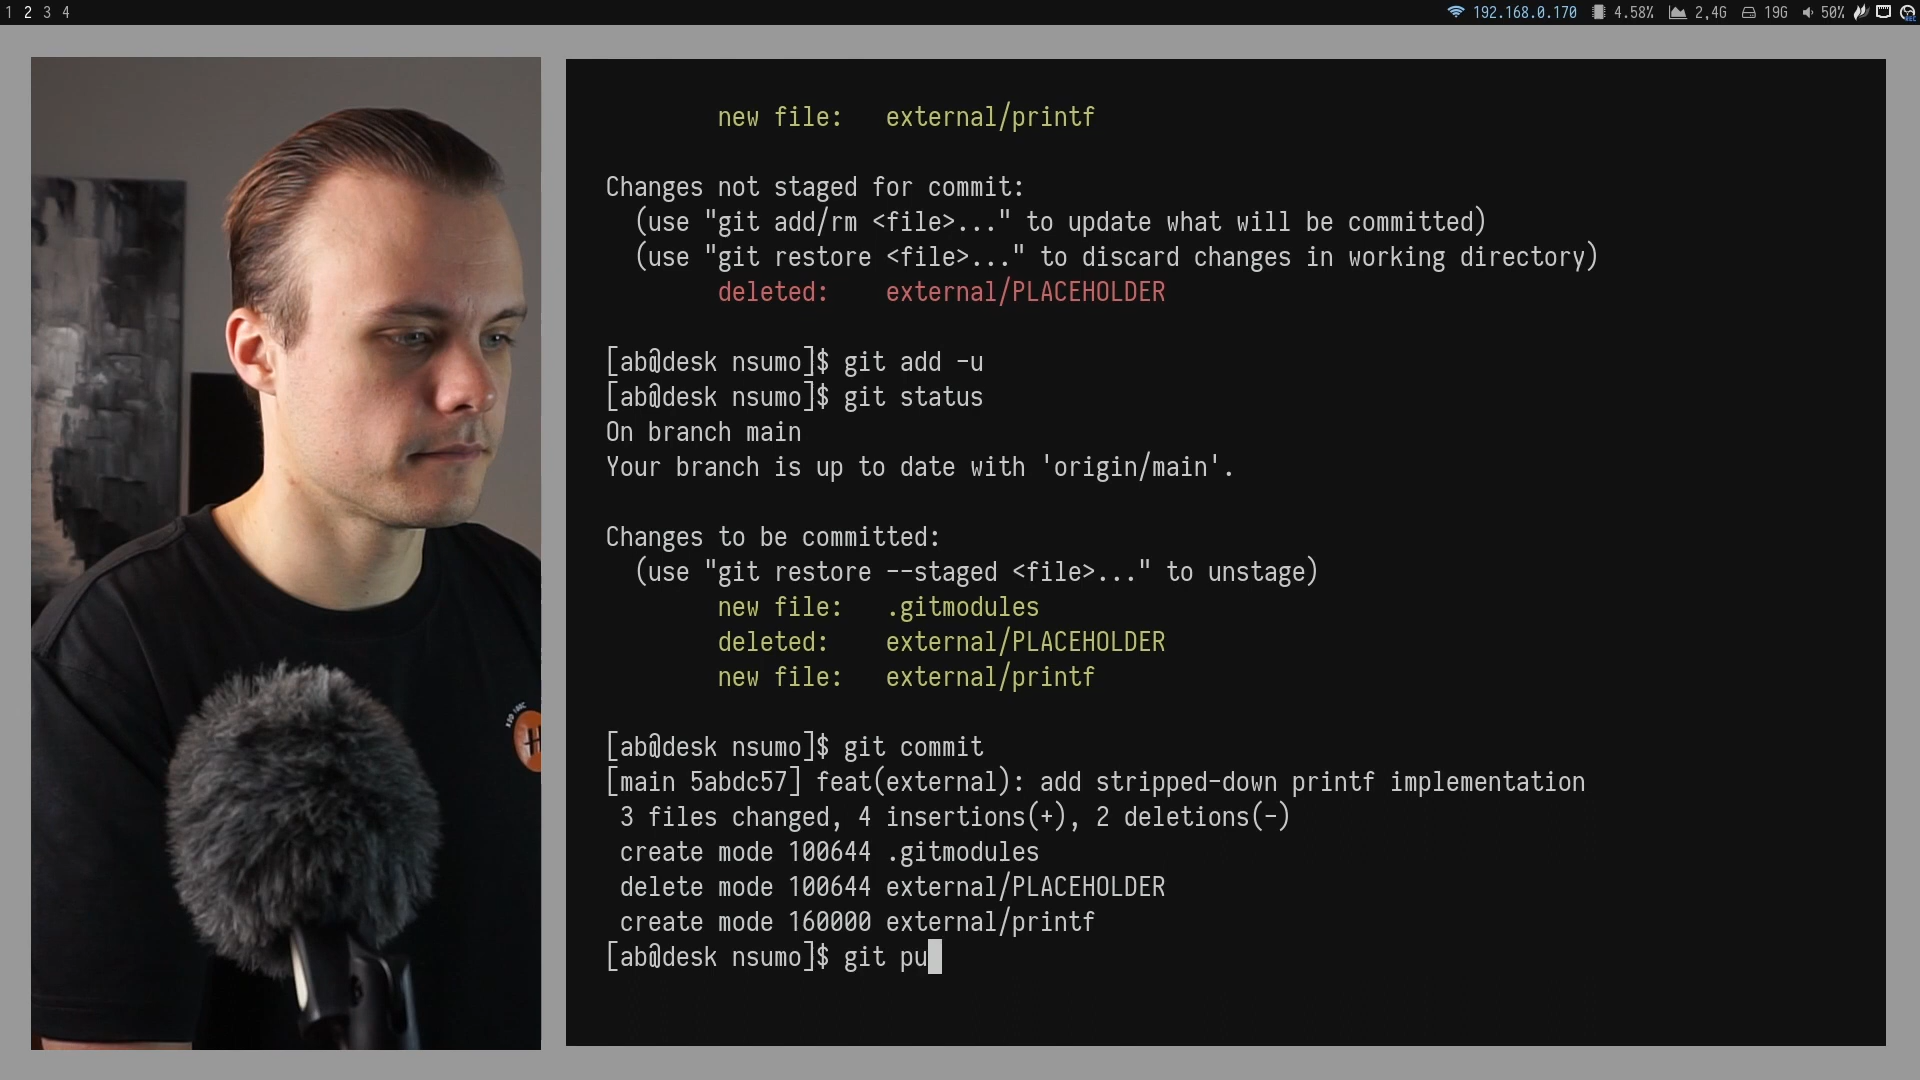 1 2 3 4
192.168.0.170 4.58% 2,4G 19G 50% REC
new file: external/printf
Changes not staged for commit:
(use "git add/rm <file>..." to update what will be committed)
(use "git restore <file>..." to discard changes in working directory)
deleted: external/PLACEHOLDER
[ab@desk nsumo]$ git add -u
[ab@desk nsumo]$ git status
On branch main
Your branch is up to date with 'origin/main'.
Changes to be committed:
(use "git restore --staged <file>..." to unstage)
new file: .gitmodules
deleted: external/PLACEHOLDER
new file: external/printf
[ab@desk nsumo]$ git commit
[main 5abdc57] feat(external): add stripped-down printf implementation
3 files changed, 4 insertions(+), 2 deletions(-)
create mode 100644 .gitmodules
delete mode 100644 external/PLACEHOLDER
create mode 160000 external/printf
[ab@desk nsumo]$ git pu